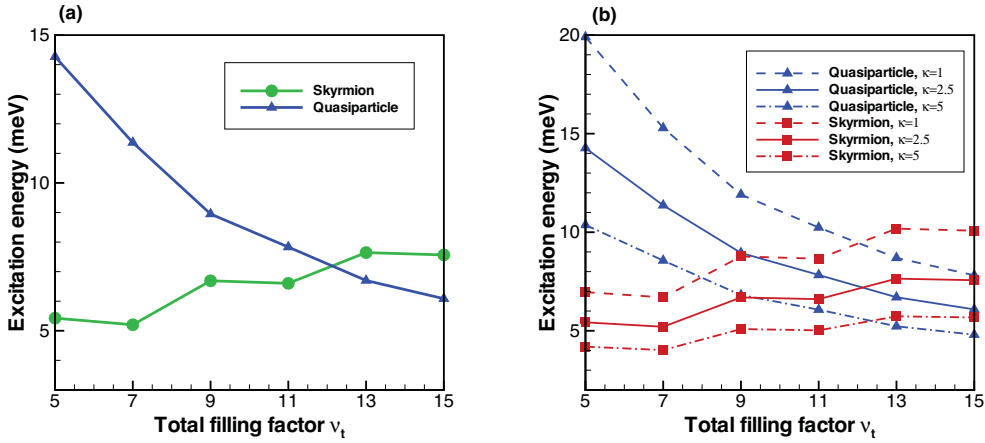 (a)
15
10
5
Excitation energy (meV)
Skyrmion
Quasiparticle
5 7 9 11 13 15
Total filling factor ν_t
(b)
20
15
10
5
Excitation energy (meV)
Quasiparticle, κ=1
Quasiparticle, κ=2.5
Quasiparticle, κ=5
Skyrmion, κ=1
Skyrmion, κ=2.5
Skyrmion, κ=5
5 7 9 11 13 15
Total filling factor ν_t